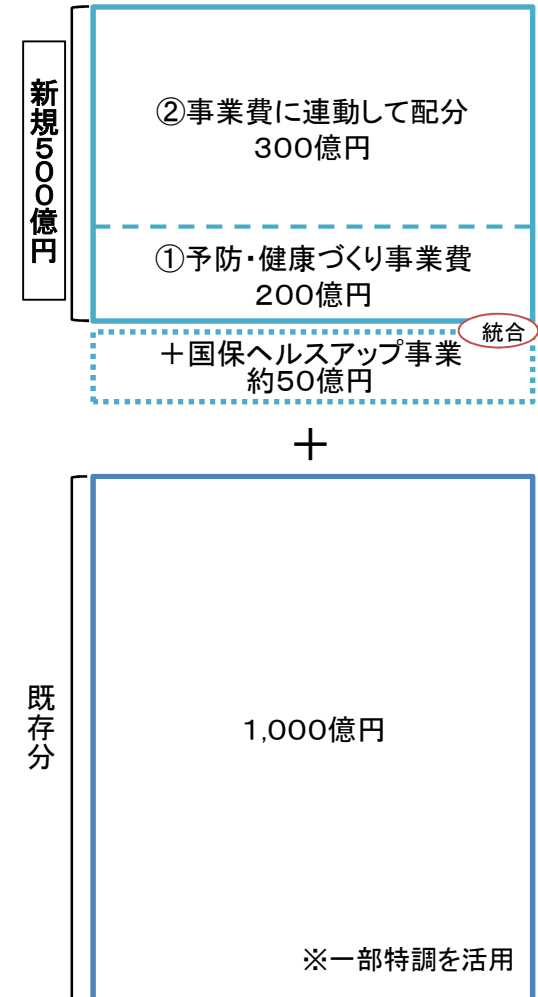 新規500億円
②事業費に連動して配分
300億円
①予防・健康づくり事業費
200億円
統合
＋国保ヘルスアップ事業
約50億円
＋
既存分
1,000億円
※一部特調を活用